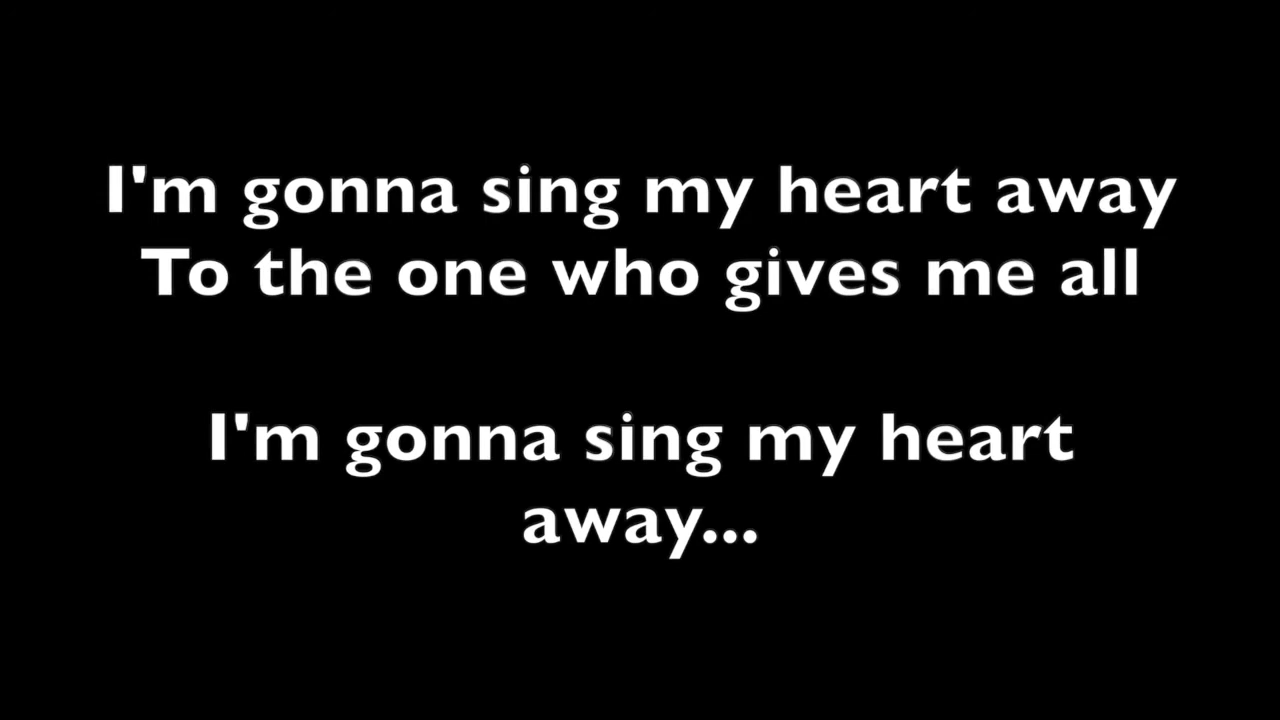 I'm gonna sing my heart away
To the one who gives me all
I'm gonna sing my heart
away...